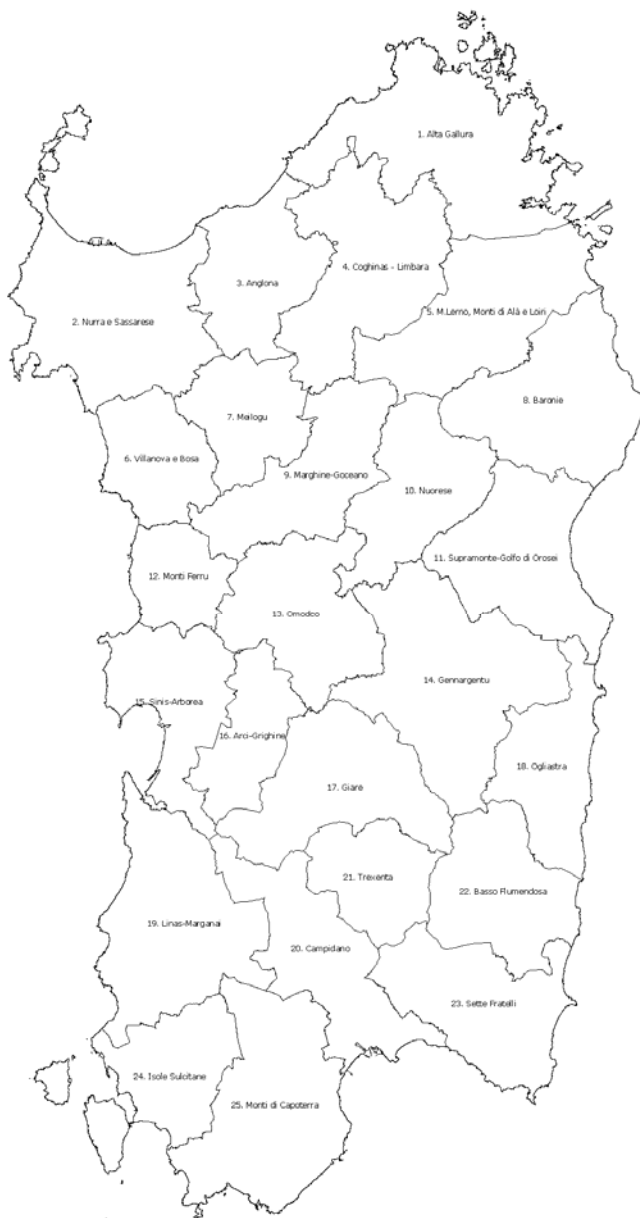 1. Alta Gallura
2. Nurra e Sassarese
3. Anglona
4. Coghinas - Limbara
5. M.Lerno, Monti di Alà e Loiri
6. Villanova e Bosa
7. Meilogu
8. Baronie
9. Marghine-Goceano
10. Nuorese
11. Supramonte-Golfo di Orosei
12. Monti Ferru
13. Omodeo
14. Gennargentu
15. Sinis-Arborea
16. Arci-Grighine
17. Giare
18. Ogliastra
19. Linas-Marganai
20. Campidano
21. Trexenta
22. Basso Flumendosa
23. Sette Fratelli
24. Isole Sulcitane
25. Monti di Capoterra